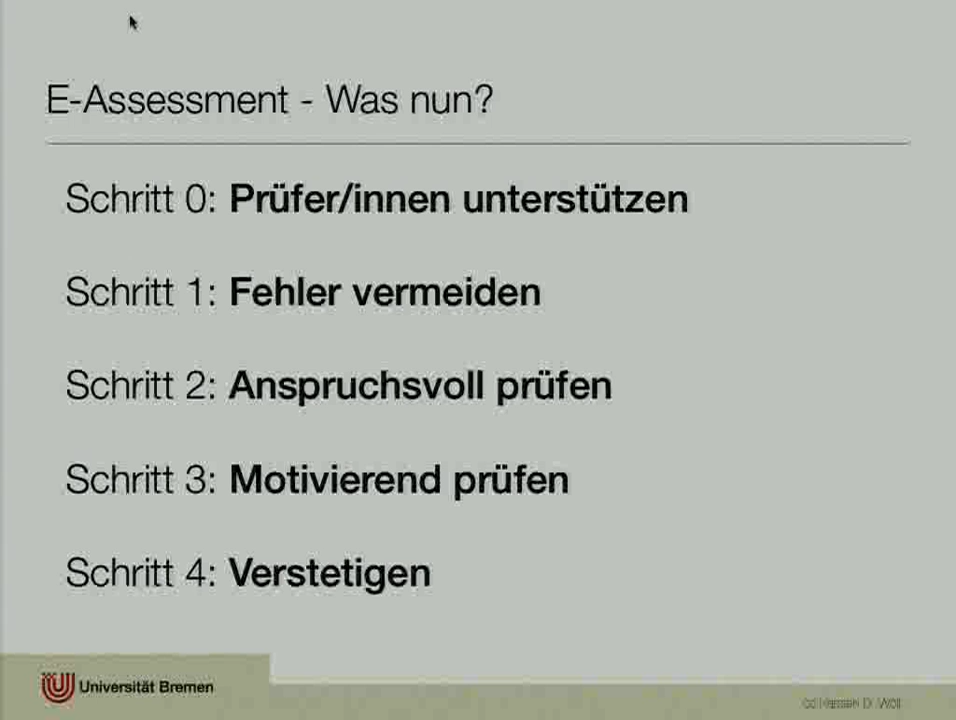 E-Assessment - Was nun?
Schritt 0: Prüfer/innen unterstützen
Schritt 1: Fehler vermeiden
Schritt 2: Anspruchsvoll prüfen
Schritt 3: Motivierend prüfen
Schritt 4: Verstetigen
Universität Bremen